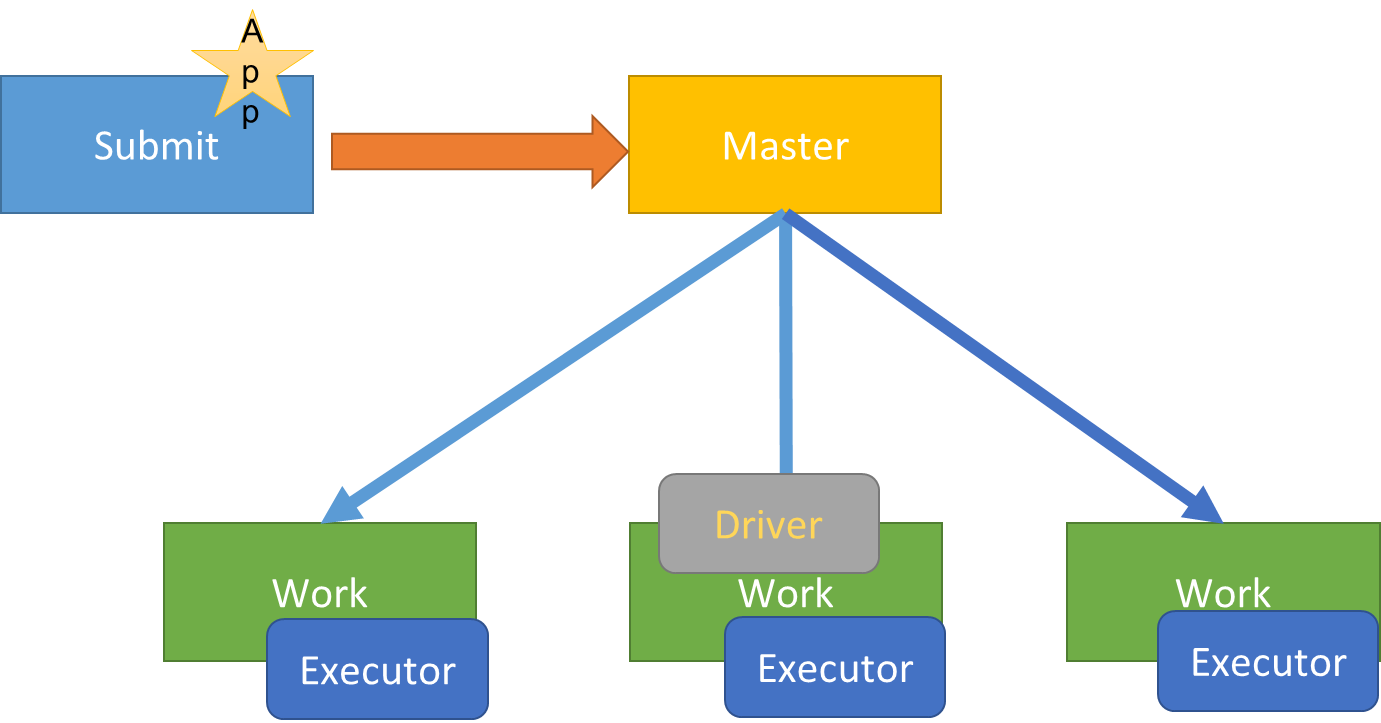 A
p
p
Submit
Master
Driver
Work
Work
Work
Executor
Executor
Executor